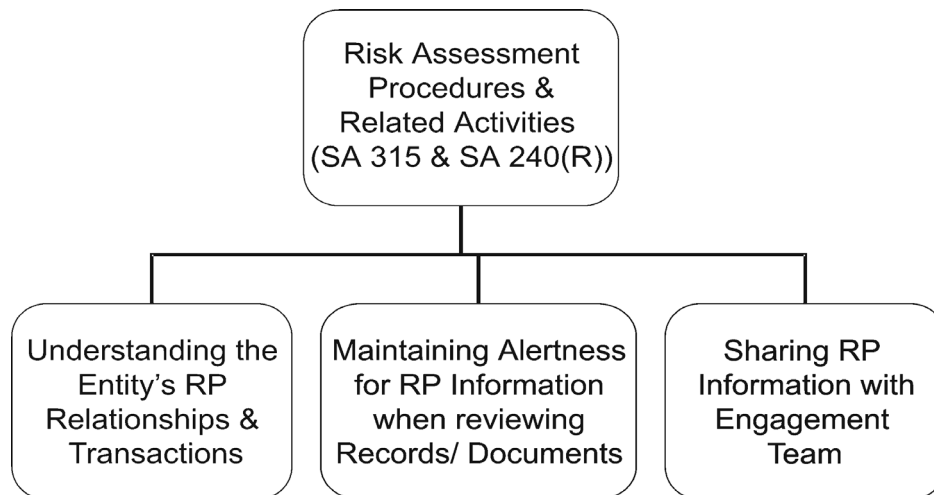 Risk Assessment
Procedures &
Related Activities
(SA 315 & SA 240(R))
Understanding the
Entity’s RP
Relationships &
Transactions
Maintaining Alertness
for RP Information
when reviewing
Records/ Documents
Sharing RP
Information with
Engagement
Team